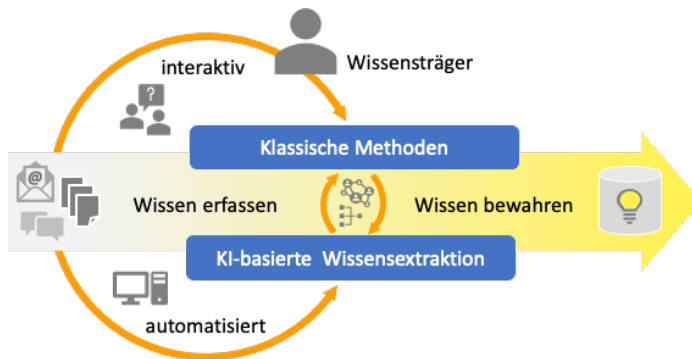 interaktiv
Wissensträger
?
Klassische Methoden
@
Wissen erfassen
Wissen bewahren
KI-basierte Wissensextraktion
automatisiert